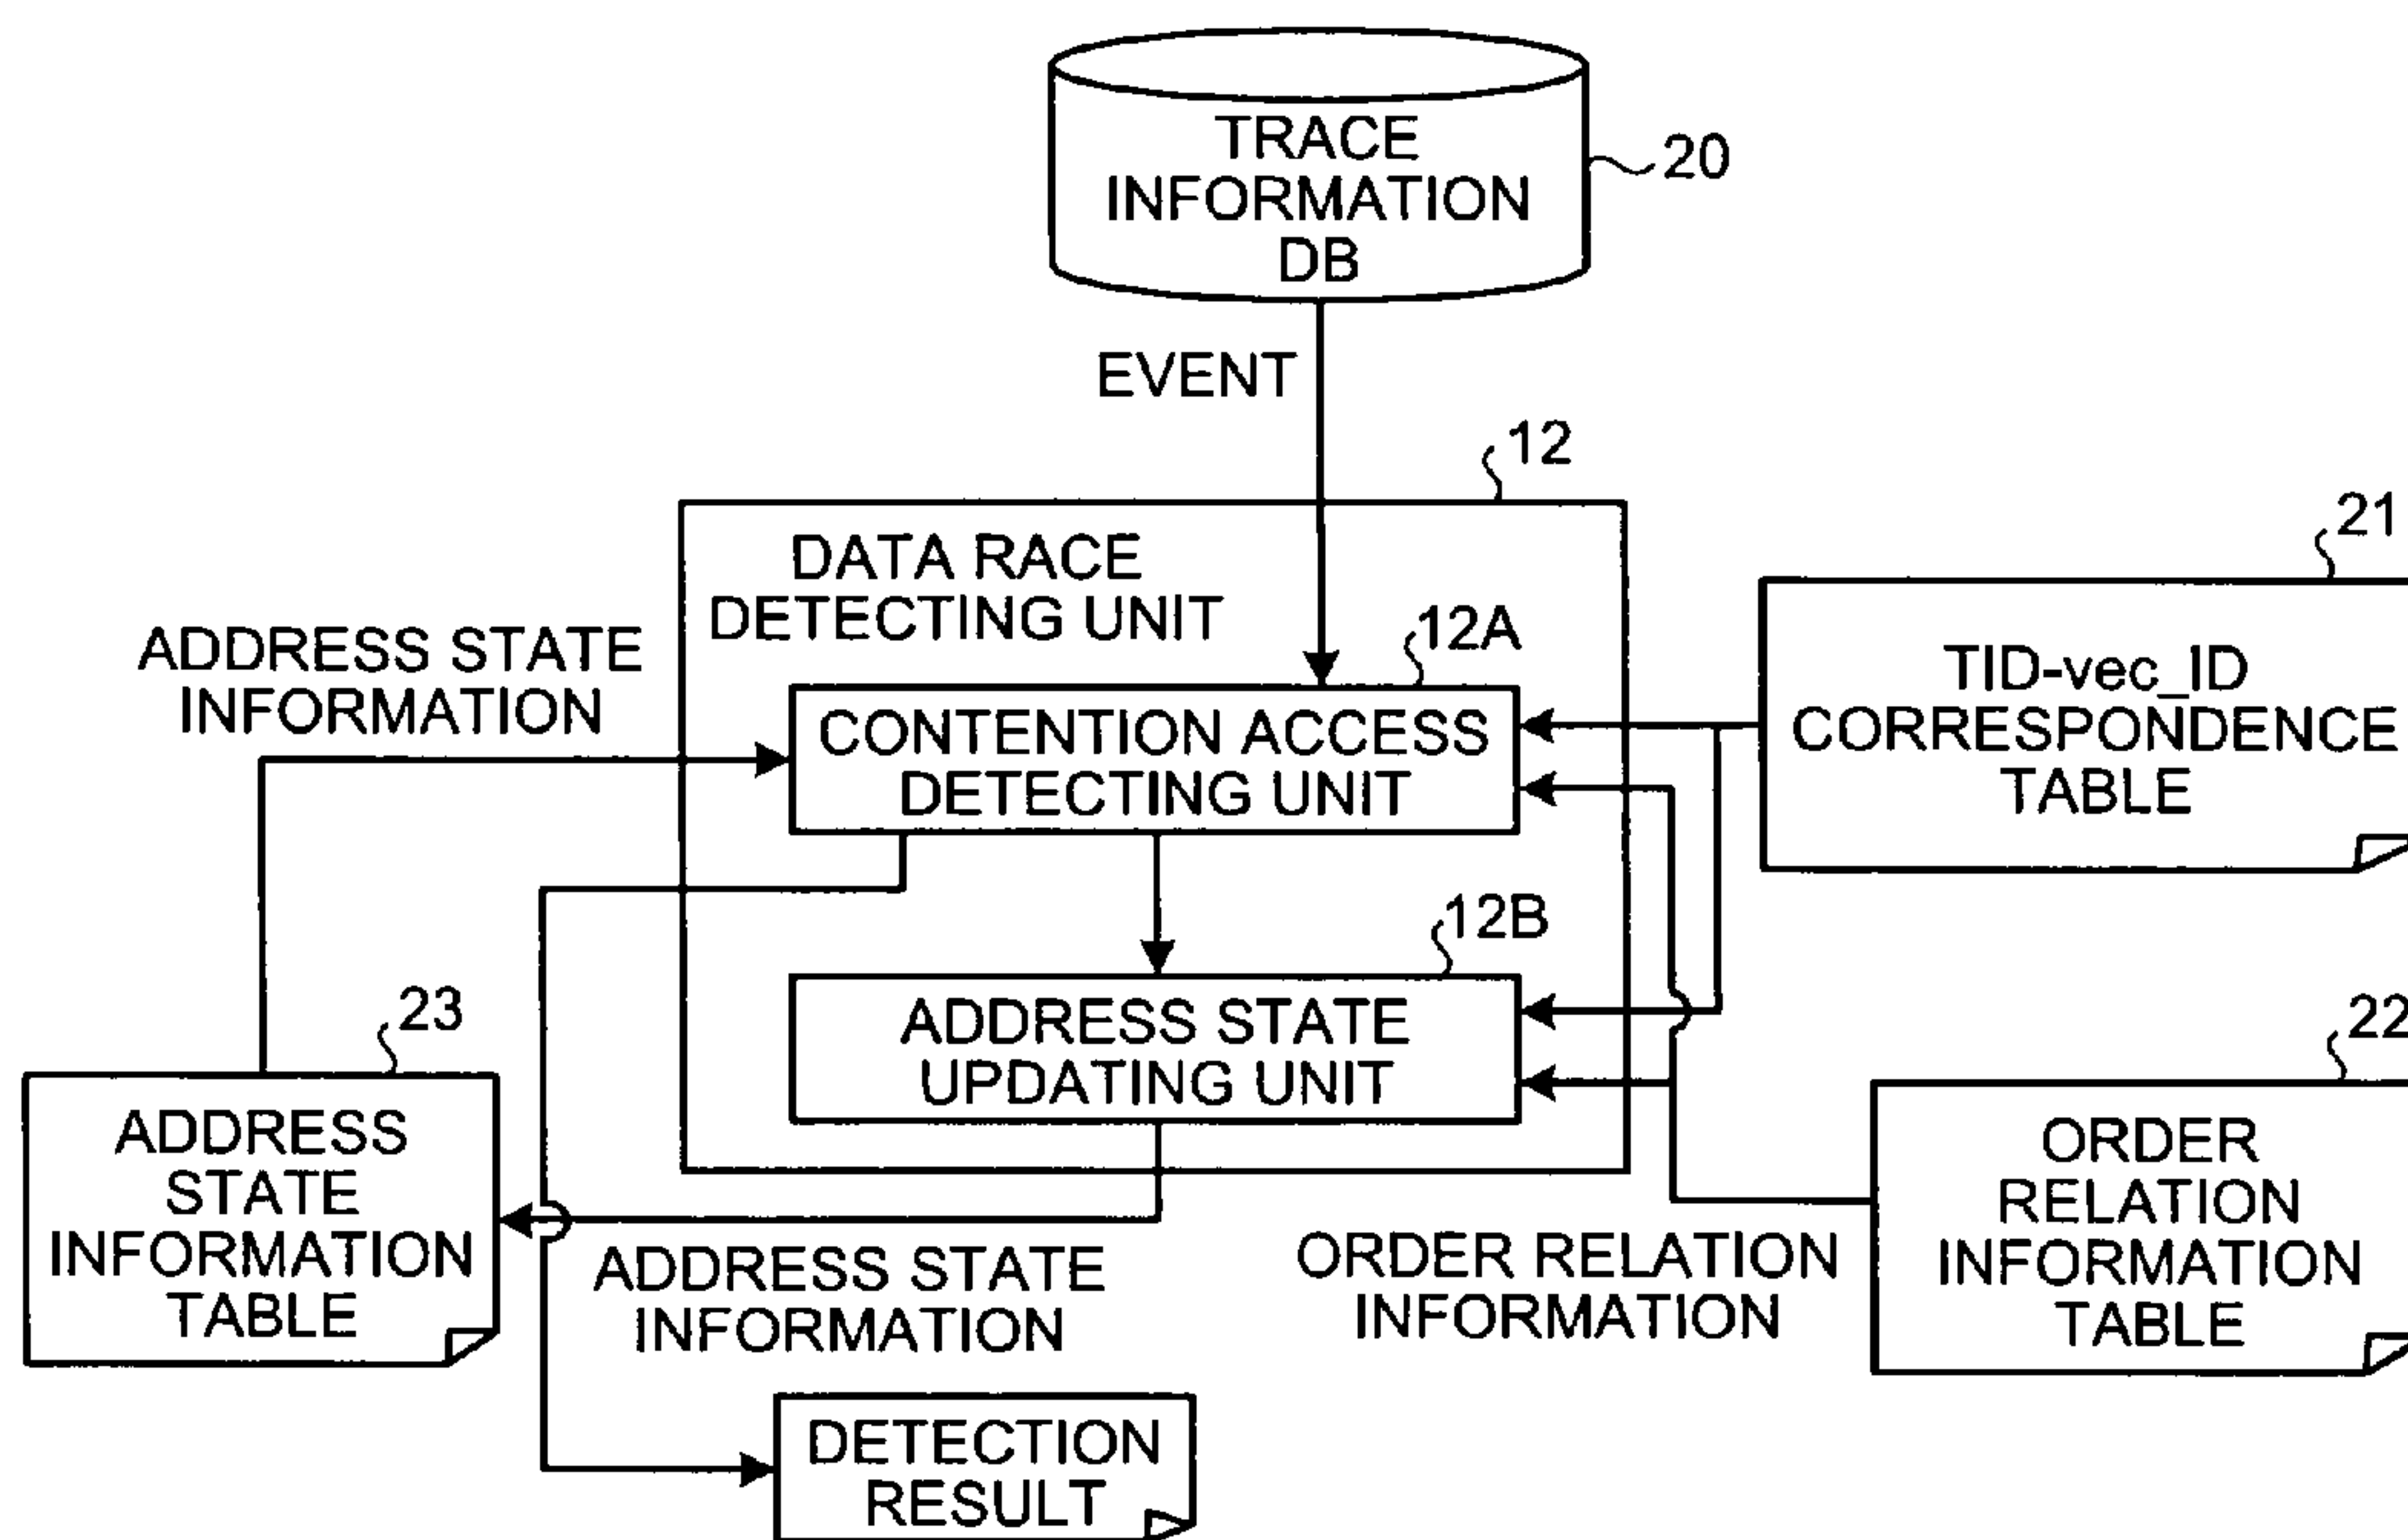 TRACE
INFORMATION
DB
20
EVENT
12
DATA RACE
DETECTING UNIT
21
ADDRESS STATE
INFORMATION
12A
CONTENTION ACCESS
DETECTING UNIT
TID-vec_ID
CORRESPONDENCE
TABLE
12B
ADDRESS STATE
UPDATING UNIT
23
ADDRESS
STATE
INFORMATION
TABLE
22
ORDER
RELATION
INFORMATION
TABLE
ADDRESS STATE
INFORMATION
ORDER RELATION
INFORMATION
DETECTION
RESULT